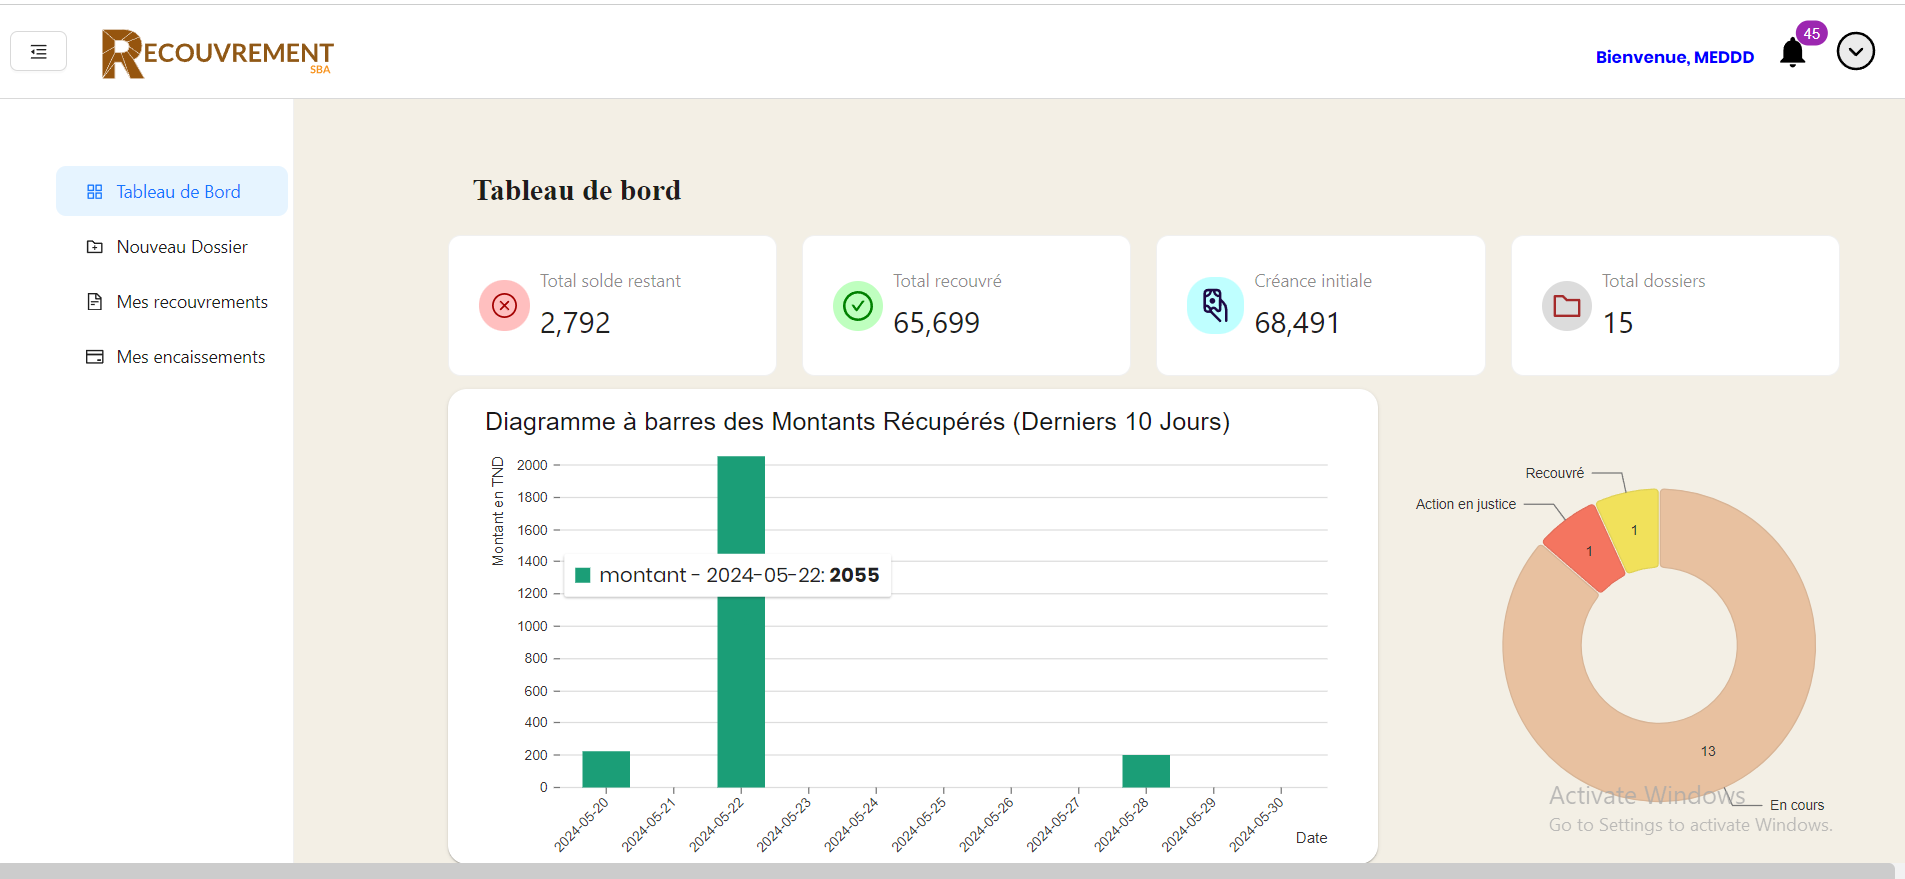 RECOUVREMENT
SBA
Bienvenue, MEDDD
45
Tableau de Bord
Nouveau Dossier
Mes recouvrements
Mes encaissements
Tableau de bord
Total solde restant
2,792
Total recouvré
65,699
Créance initiale
68,491
Total dossiers
15
Diagramme à barres des Montants Récupérés (Derniers 10 Jours)
Montant en TND
2000
1800
1600
1400
1200
1000
800
600
400
200
0
montant - 2024-05-22: 2055
2024-05-20
2024-05-21
2024-05-22
2024-05-23
2024-05-24
2024-05-25
2024-05-26
2024-05-27
2024-05-28
2024-05-29
2024-05-30
Date
Recouvré
Action en justice
1
1
13
En cours
Activate Windows
Go to Settings to activate Windows.